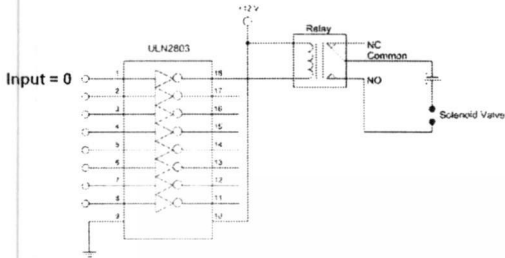 +12 V
Relay
ULN2803
NC
Common
Input = 0
1
18
NO
2
17
3
16
Solenoid Valve
4
15
5
14
6
13
7
12
8
11
9
10